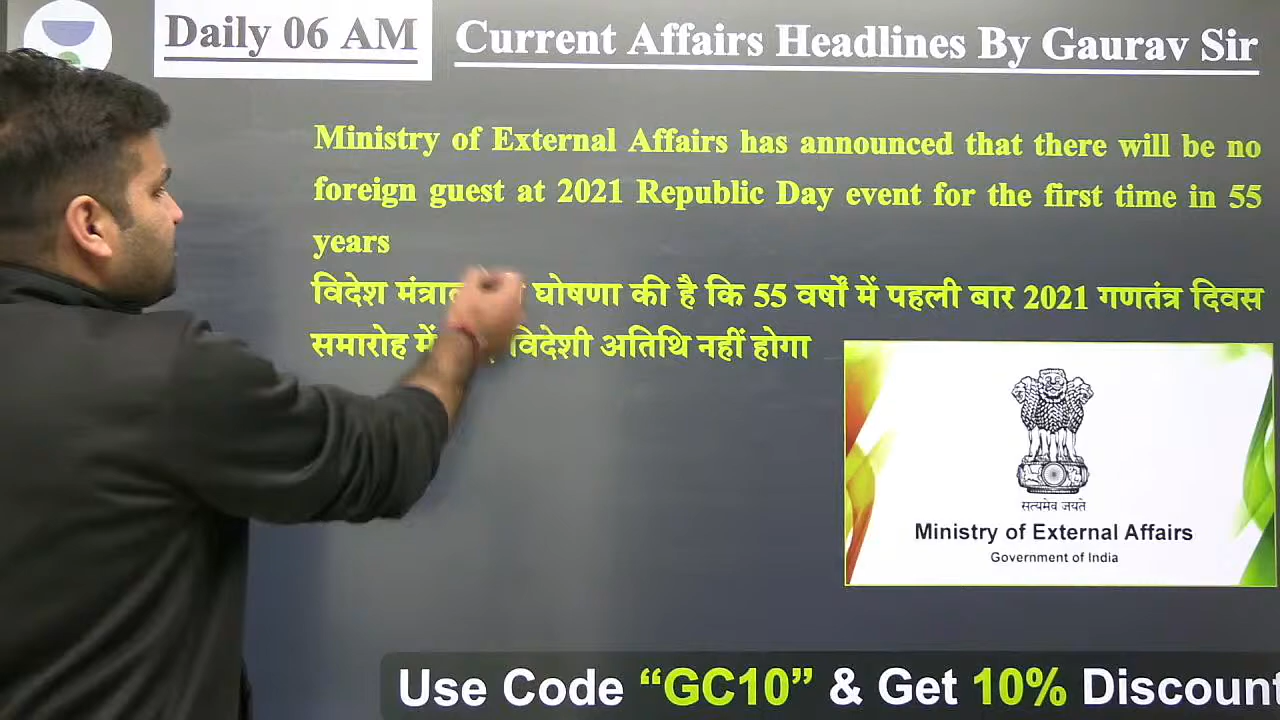 Daily 06 AM
Current Affairs Headlines By Gaurav Sir
Ministry of External Affairs has announced that there will be no
foreign guest at 2021 Republic Day event for the first time in 55
years
विदेश घोषणा की है कि 55 वर्षों में पहली बार 2021 गणतंत्र दिवस
समारोह में विदेशी अतिथि नहीं होगा
सत्यमेव जयते
Ministry of External Affairs
Government of India
Use Code “GC10” & Get 10% Discount